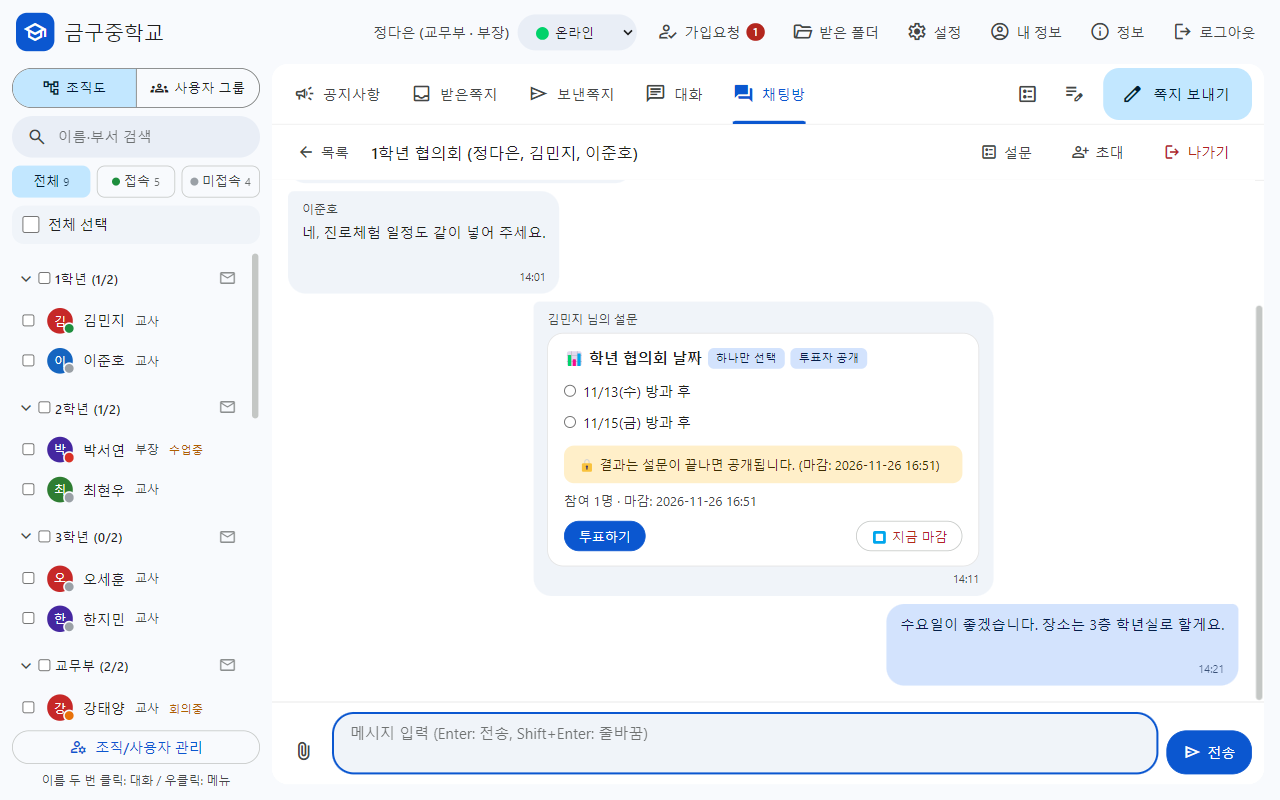 금구중학교
정다은 (교무부 · 부장)
온라인
가입요청 1
받은 폴더
설정
내 정보
정보
로그아웃
조직도
사용자 그룹
이름·부서 검색
전체 9
접속 5
미접속 4
전체 선택
1학년 (1/2)
김 김민지 교사
이 이준호 교사
2학년 (1/2)
박 박서연 부장 수업중
최 최현우 교사
3학년 (0/2)
오 오세훈 교사
한 한지민 교사
교무부 (2/2)
강 강태양 교사 회의중
조직/사용자 관리
이름 두 번 클릭: 대화 / 우클릭: 메뉴
공지사항
받은쪽지
보낸쪽지
대화
채팅방
쪽지 보내기
목록
1학년 협의회 (정다은, 김민지, 이준호)
설문
초대
나가기
이준호
네, 진로체험 일정도 같이 넣어 주세요.
14:01
김민지 님의 설문
학년 협의회 날짜 하나만 선택 투표자 공개
11/13(수) 방과 후
11/15(금) 방과 후
결과는 설문이 끝나면 공개됩니다. (마감: 2026-11-26 16:51)
참여 1명 · 마감: 2026-11-26 16:51
투표하기
지금 마감
14:11
수요일이 좋겠습니다. 장소는 3층 학년실로 할게요.
14:21
메시지 입력 (Enter: 전송, Shift+Enter: 줄바꿈)
전송